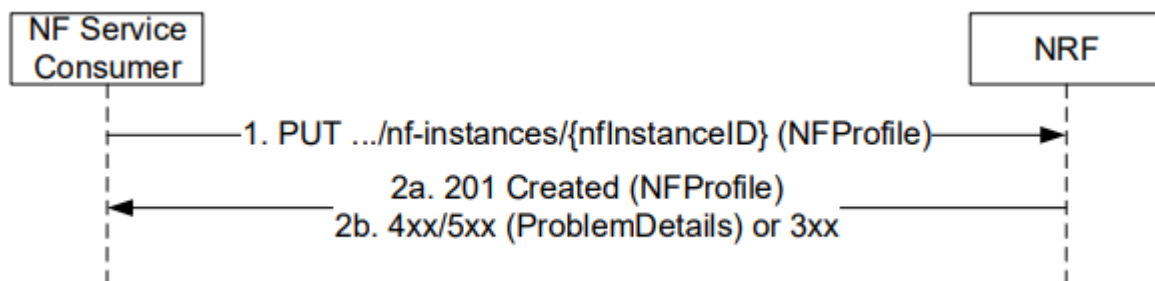 NF Service
Consumer
NRF
1. PUT .../nf-instances/{nfInstanceID} (NFProfile)
2a. 201 Created (NFProfile)
2b. 4xx/5xx (ProblemDetails) or 3xx